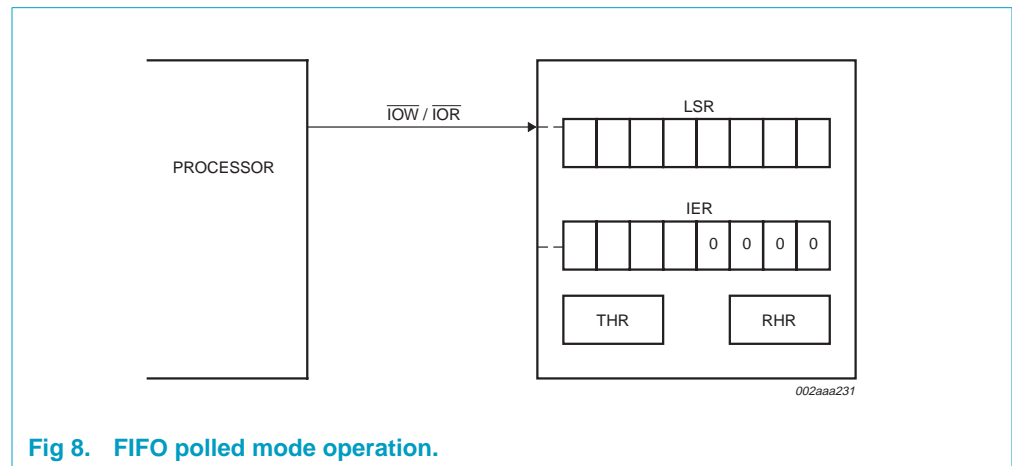 PROCESSOR
IOW / IOR
LSR
IER
0 0 0 0
THR
RHR
002aaa231
Fig 8. FIFO polled mode operation.